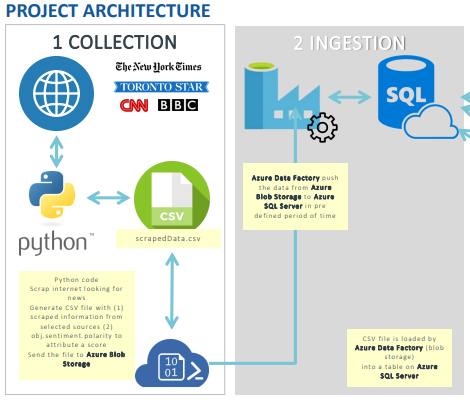 PROJECT ARCHITECTURE
1 COLLECTION
2 INGESTION
The New York Times
TORONTO STAR
CNN BBC
SQL
python™
CSV
scrapedData.csv
Python code
Scrap internet looking for
news
Generate CSV file with (1)
scraped information from
selected sources (2)
obj.sentiment.polarity to
attribute a score
Send the file to Azure Blob
Storage
10
01
Azure Data Factory push
the data from Azure
Blob Storage to Azure
SQL Server in pre
defined period of time
CSV file is loaded by
Azure Data Factory (blob
storage)
into a table on Azure
SQL Server